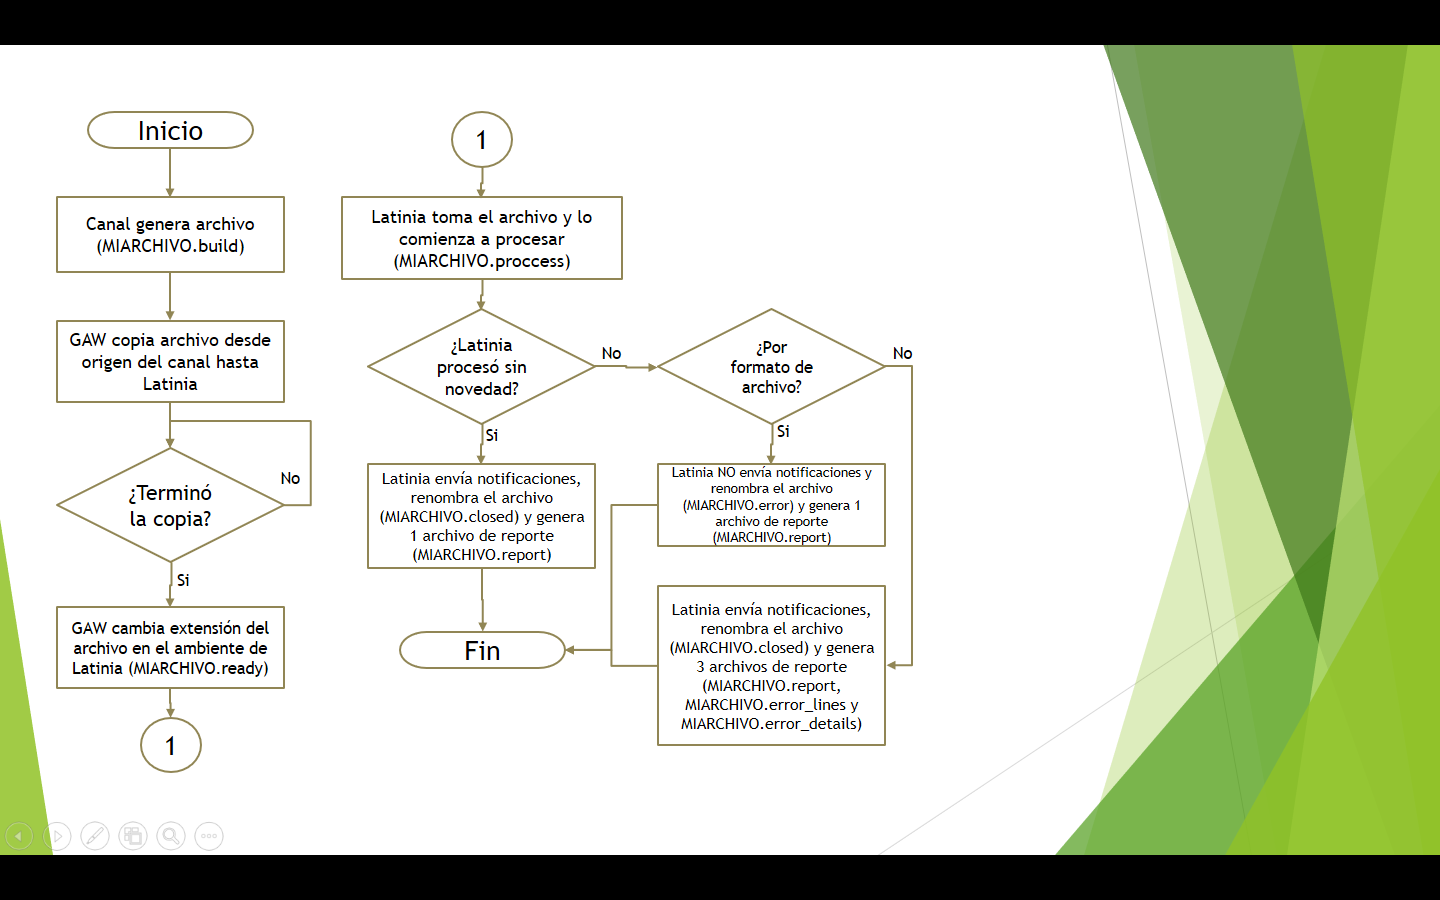 Inicio
Canal genera archivo
(MIARCHIVO.build)
GAW copia archivo desde
origen del canal hasta
Latinia
¿Terminó
la copia?
No
Si
GAW cambia extensión del
archivo en el ambiente de
Latinia (MIARCHIVO.ready)
1
1
Latinia toma el archivo y lo
comienza a procesar
(MIARCHIVO.proccess)
¿Latinia
procesó sin
novedad?
No
Si
Latinia envía notificaciones,
renombra el archivo
(MIARCHIVO.closed) y genera
1 archivo de reporte
(MIARCHIVO.report)
Fin
¿Por
formato de
archivo?
No
Si
Latinia NO envía notificaciones y
renombra el archivo
(MIARCHIVO.error) y genera 1
archivo de reporte
(MIARCHIVO.report)
Latinia envía notificaciones,
renombra el archivo
(MIARCHIVO.closed) y genera
3 archivos de reporte
(MIARCHIVO.report,
MIARCHIVO.error_lines y
MIARCHIVO.error_details)